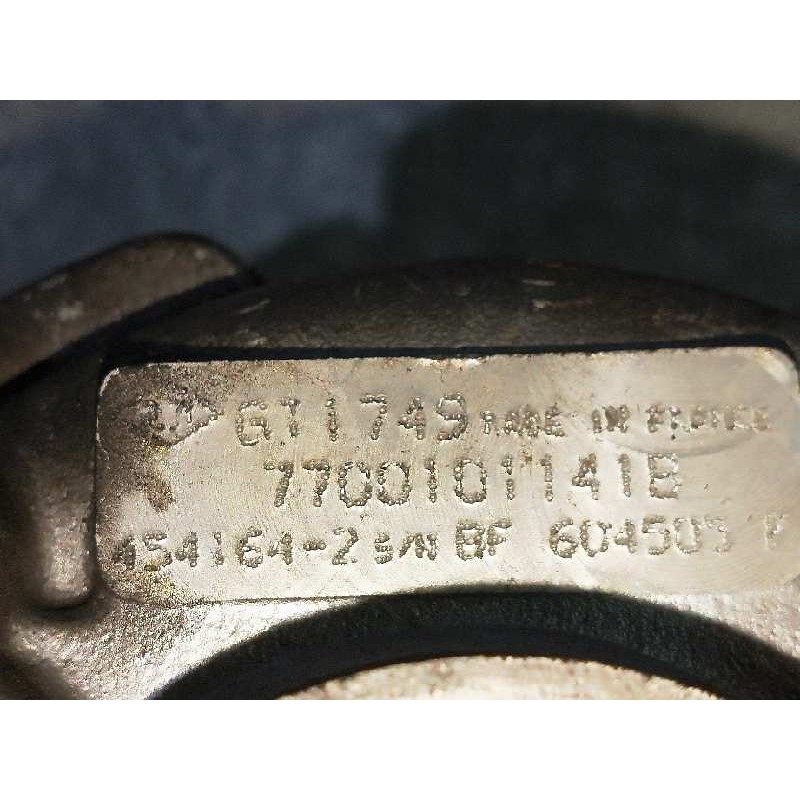 GT1749 MADE IN FRANCE
7700101141B
454164-2 S/N BF 604503